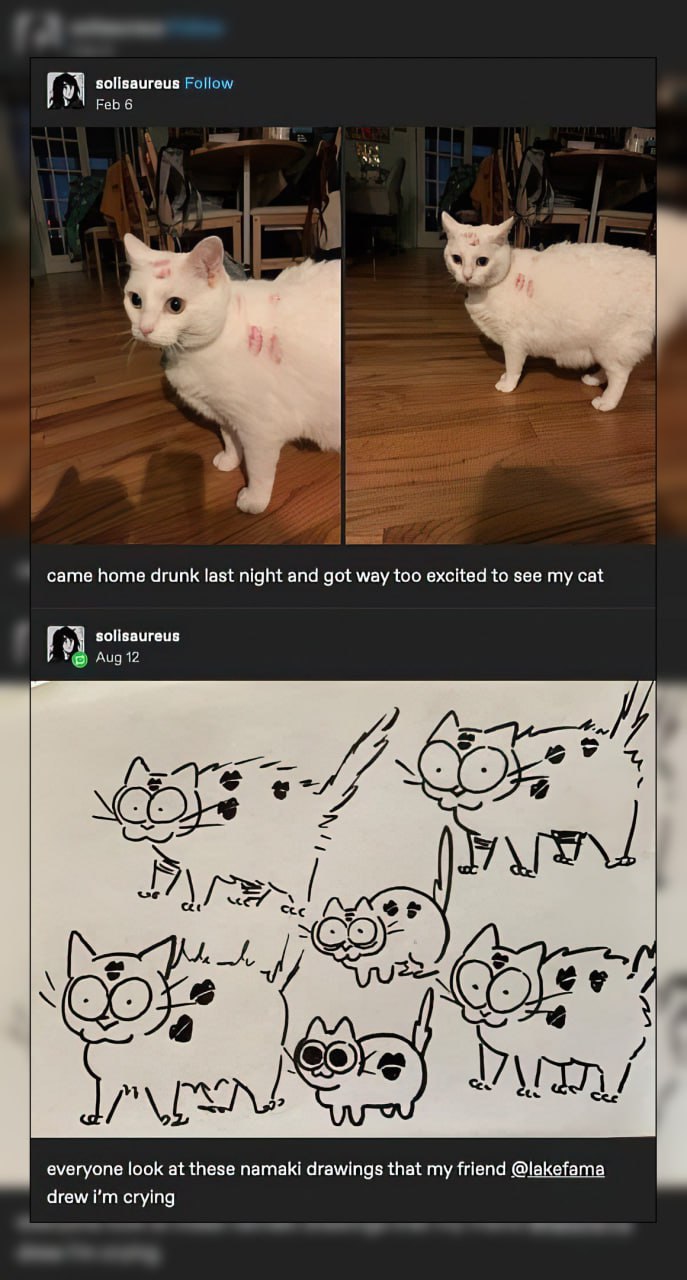 solisaureus Follow
Feb 6
came home drunk last night and got way too excited to see my cat
solisaureus
Aug 12
everyone look at these namaki drawings that my friend @lakefama
drew i'm crying